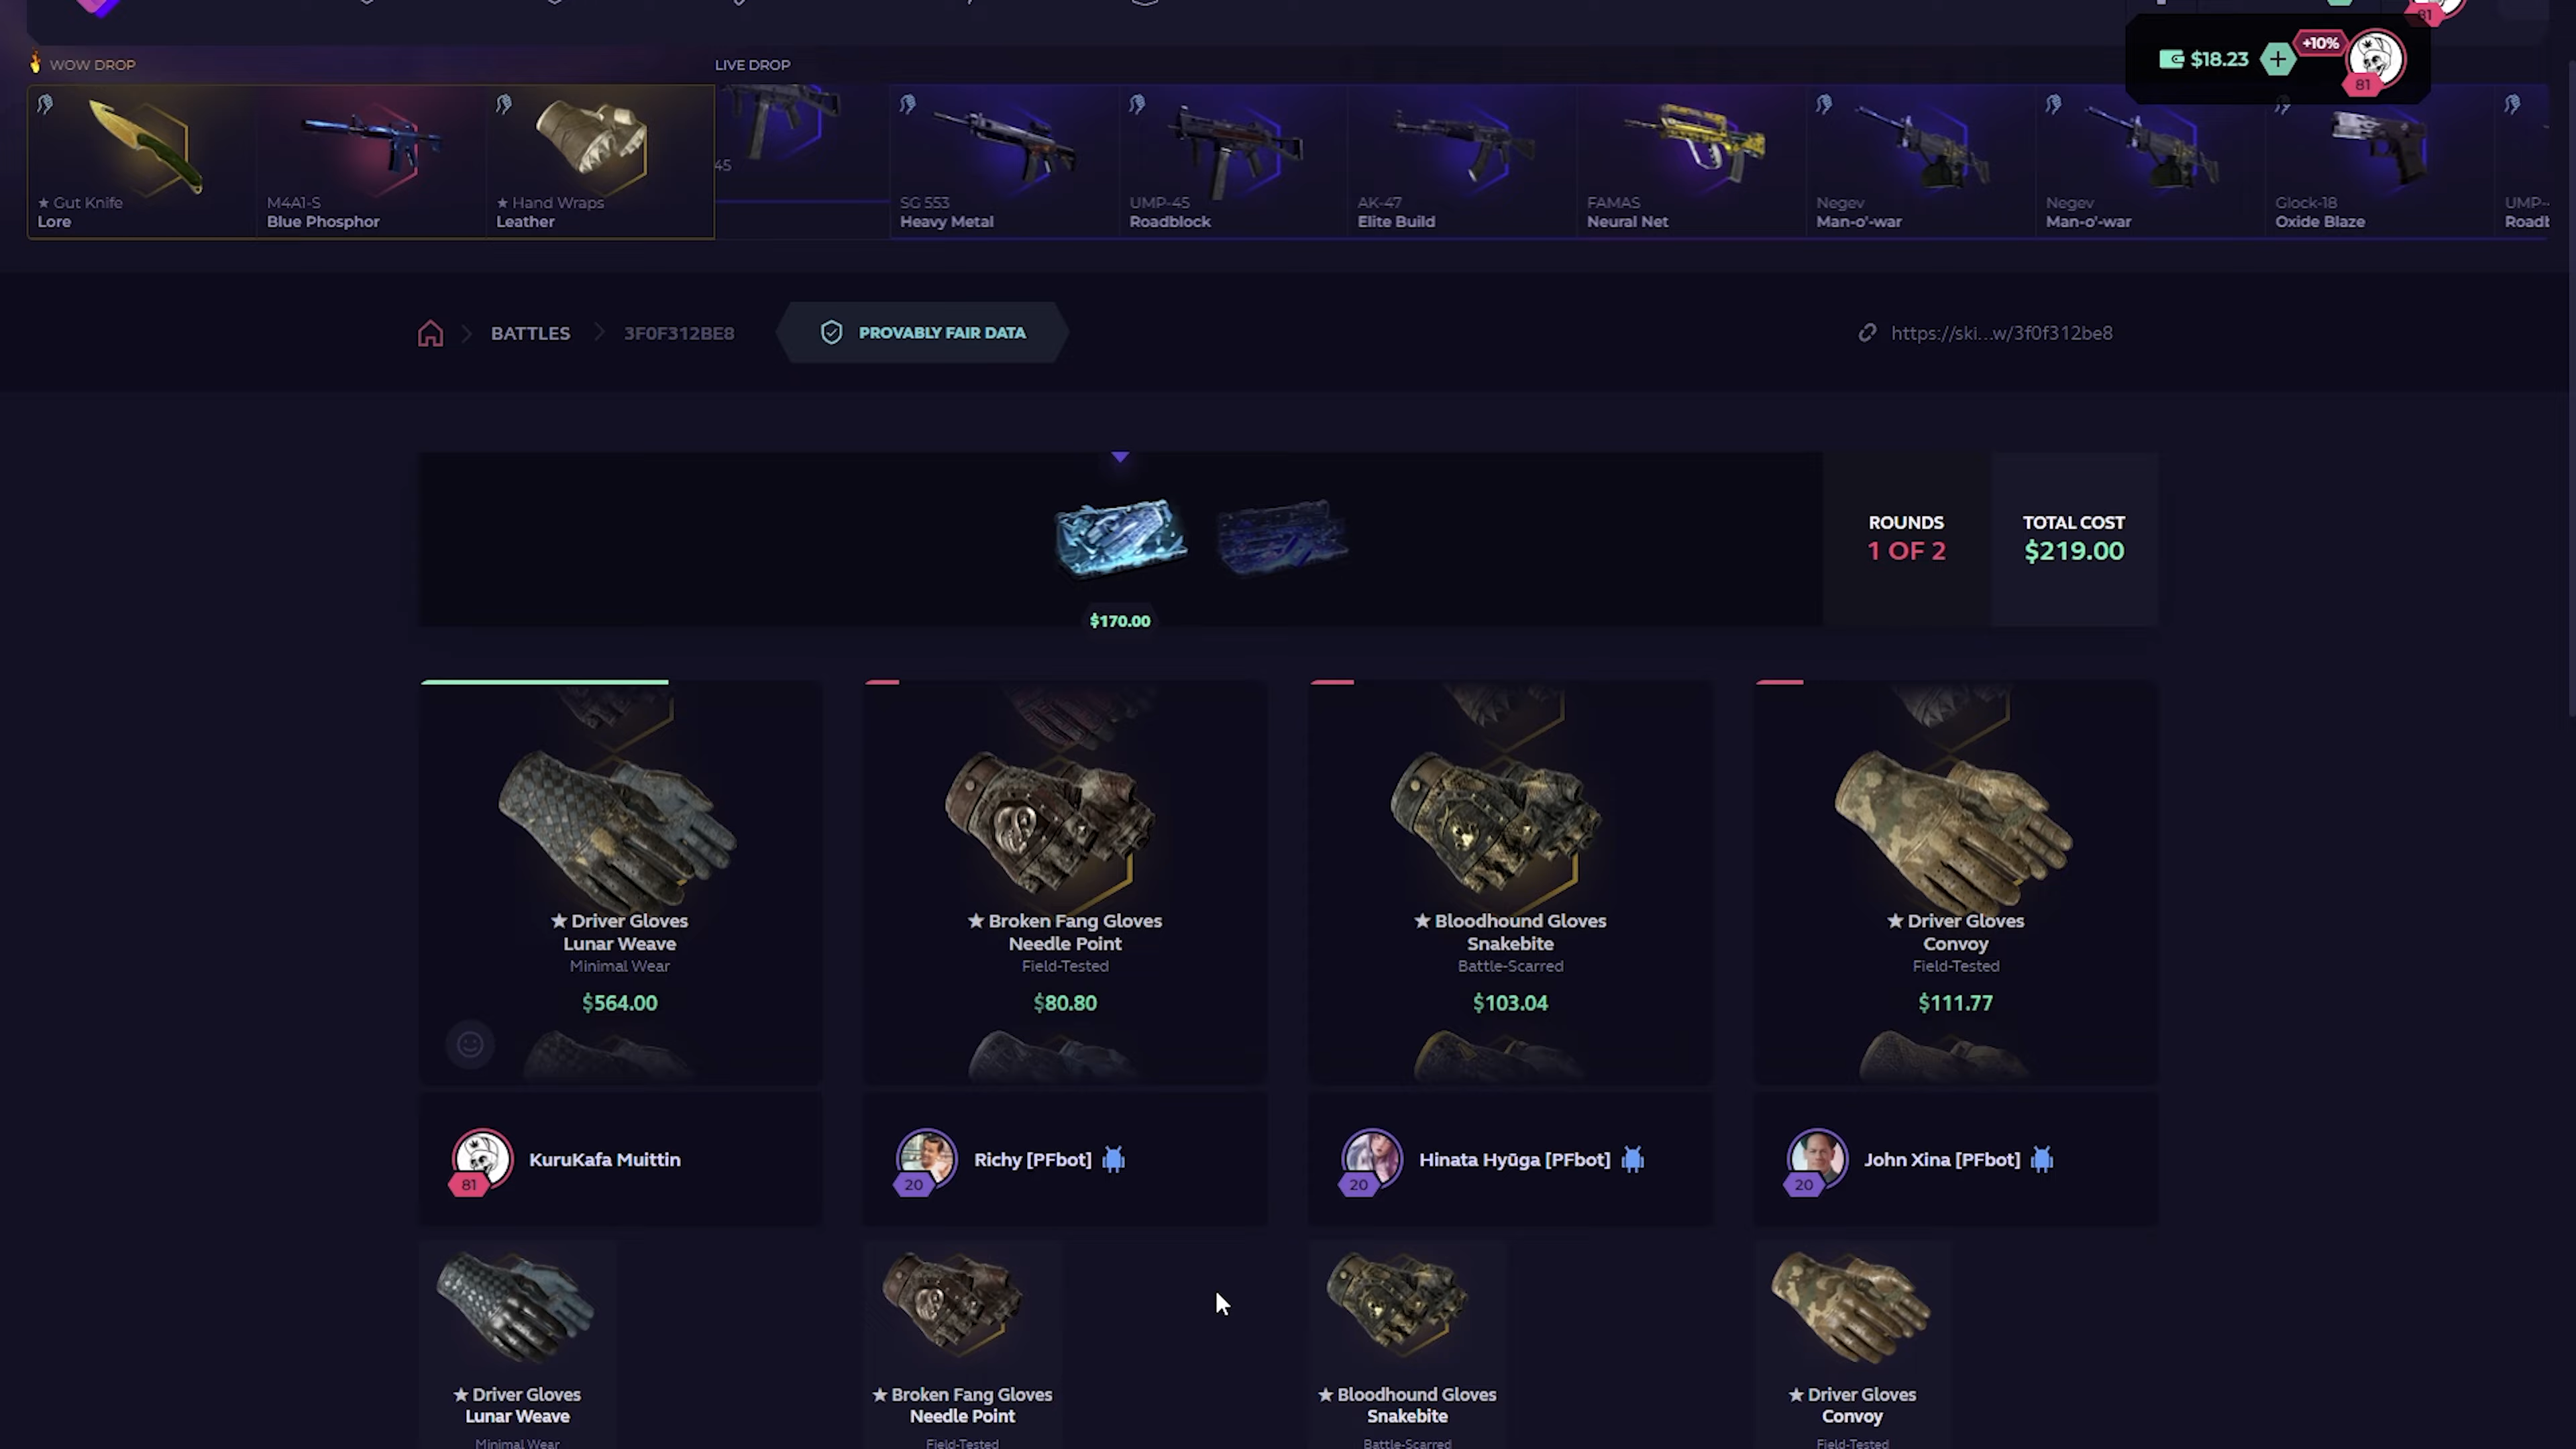 81
$18.23
+10%
81
WOW DROP
LIVE DROP
★ Gut Knife
Lore
M4A1-S
Blue Phosphor
★ Hand Wraps
Leather
45
SG 553
Heavy Metal
UMP-45
Roadblock
AK-47
Elite Build
FAMAS
Neural Net
Negev
Man-o'-war
Negev
Man-o'-war
Glock-18
Oxide Blaze
BATTLES
3F0F312BE8
PROVABLY FAIR DATA
https://ski...w/3f0f312be8
ROUNDS
1 OF 2
TOTAL COST
$219.00
$170.00
★ Driver Gloves
Lunar Weave
Minimal Wear
$564.00
★ Broken Fang Gloves
Needle Point
Field-Tested
$80.80
★ Bloodhound Gloves
Snakebite
Battle-Scarred
$103.04
★ Driver Gloves
Convoy
Field-Tested
$111.77
KuruKafa Muittin
81
Richy [PFbot]
20
Hinata Hyūga [PFbot]
20
John Xina [PFbot]
20
★ Driver Gloves
Lunar Weave
Minimal Wear
★ Broken Fang Gloves
Needle Point
Field-Tested
★ Bloodhound Gloves
Snakebite
Battle-Scarred
★ Driver Gloves
Convoy
Field-Tested